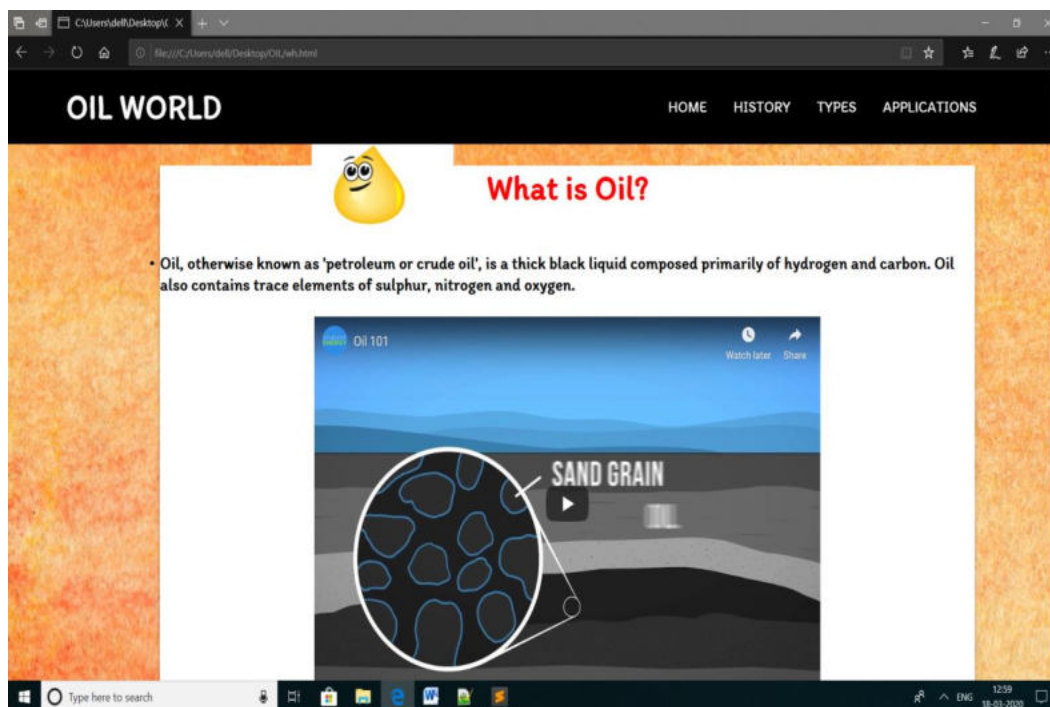 C:\Users\dell\Desktop\(
file:///C:/Users/dell/Desktop/OIL/wh.html
OIL WORLD
HOME HISTORY TYPES APPLICATIONS
What is Oil?
• Oil, otherwise known as 'petroleum or crude oil', is a thick black liquid composed primarily of hydrogen and carbon. Oil
also contains trace elements of sulphur, nitrogen and oxygen.
Oil 101
Watch later Share
SAND GRAIN
Type here to search
ENG
12:59
18-03-2020